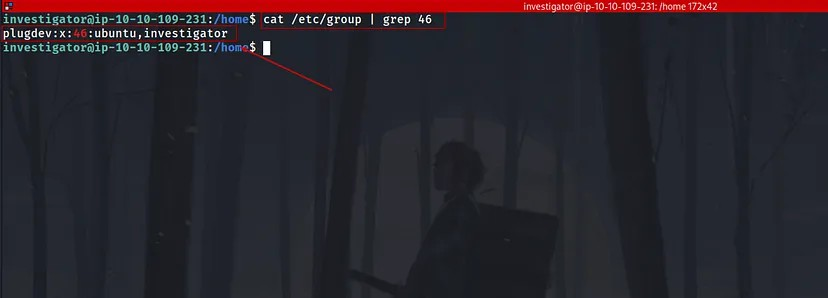 investigator@ip-10-10-109-231: /home 172x42
investigator@ip-10-10-109-231:/home$ cat /etc/group | grep 46
plugdev:x:46:ubuntu,investigator
investigator@ip-10-10-109-231:/home$